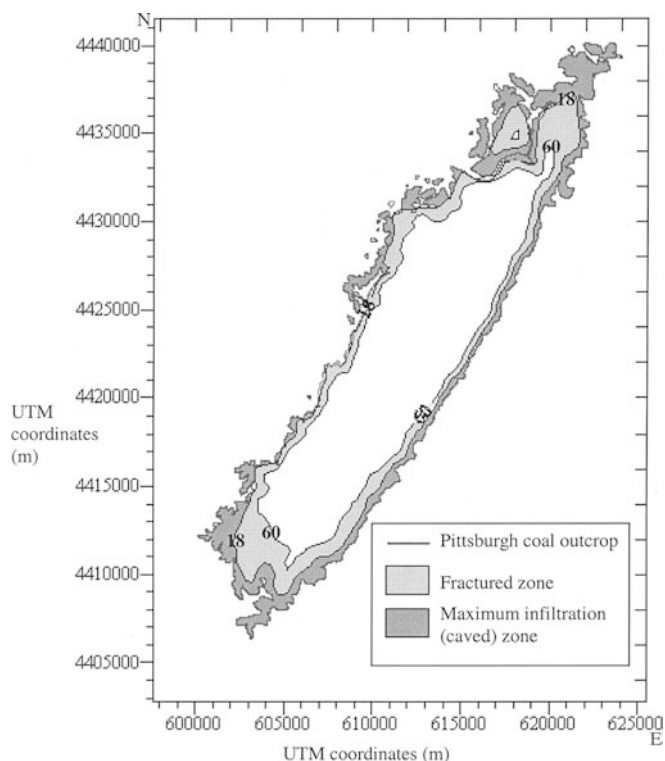 N
4440000
4435000
4430000
4425000
4420000
4415000
4410000
4405000
UTM
coordinates
(m)
18
60
18
60
18
Pittsburgh coal outcrop
Fractured zone
Maximum infiltration
(caved) zone
600000 605000 610000 615000 620000 625000
E
UTM coordinates (m)